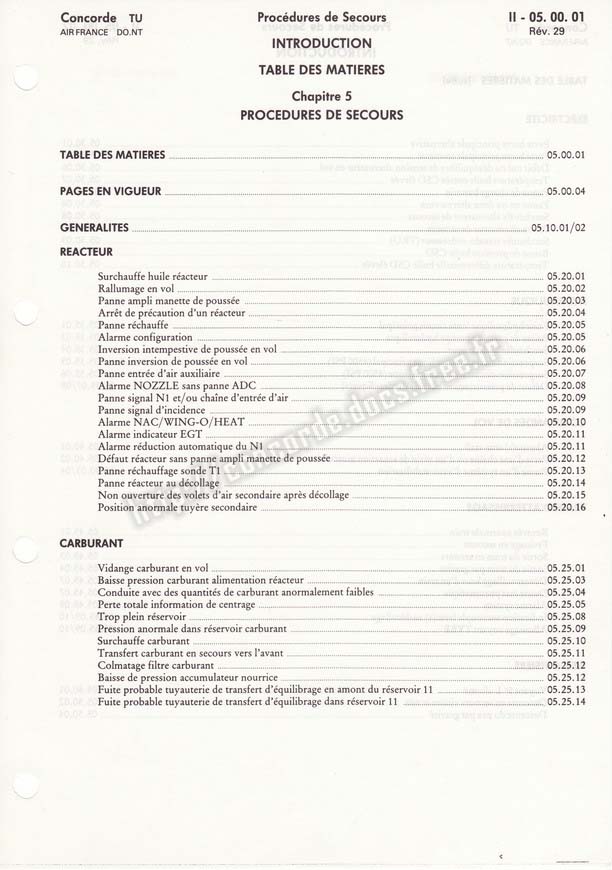 Concorde TU
AIR FRANCE DO.NT
Procédures de Secours
INTRODUCTION
TABLE DES MATIERES
Chapitre 5
PROCEDURES DE SECOURS
II - 05. 00. 01
Rév. 29
TABLE DES MATIERES 05.00.01
PAGES EN VIGUEUR 05.00.04
GENERALITES 05.10.01/02
REACTEUR
Surchauffe huile réacteur 05.20.01
Rallumage en vol 05.20.02
Panne ampli manette de poussée 05.20.03
Arrêt de précaution d'un réacteur 05.20.04
Panne réchauffe 05.20.05
Alarme configuration 05.20.05
Inversion intempestive de poussée en vol 05.20.06
Panne inversion de poussée en vol 05.20.06
Panne entrée d'air auxiliaire 05.20.07
Alarme NOZZLE sans panne ADC 05.20.08
Panne signal N1 et/ou chaîne d'entrée d'air 05.20.09
Panne signal d'incidence 05.20.09
Alarme NAC/WING-O/HEAT 05.20.10
Alarme indicateur EGT 05.20.11
Alarme réduction automatique du N1 05.20.11
Défaut réacteur sans panne ampli manette de poussée 05.20.12
Panne réchauffage sonde T1 05.20.13
Panne réacteur au décollage 05.20.14
Non ouverture des volets d'air secondaire après décollage 05.20.15
Position anormale tuyère secondaire 05.20.16
CARBURANT
Vidange carburant en vol 05.25.01
Baisse pression carburant alimentation réacteur 05.25.03
Conduite avec des quantités de carburant anormalement faibles 05.25.04
Perte totale information de centrage 05.25.05
Trop plein réservoir 05.25.08
Pression anormale dans réservoir carburant 05.25.09
Surchauffe carburant 05.25.10
Transfert carburant en secours vers l'avant 05.25.11
Colmatage filtre carburant 05.25.12
Baisse de pression accumulateur nourrice 05.25.12
Fuite probable tuyauterie de transfert d'équilibrage en amont du réservoir 11 05.25.13
Fuite probable tuyauterie de transfert d'équilibrage dans réservoir 11 05.25.14
http://concorde.docs.free.fr